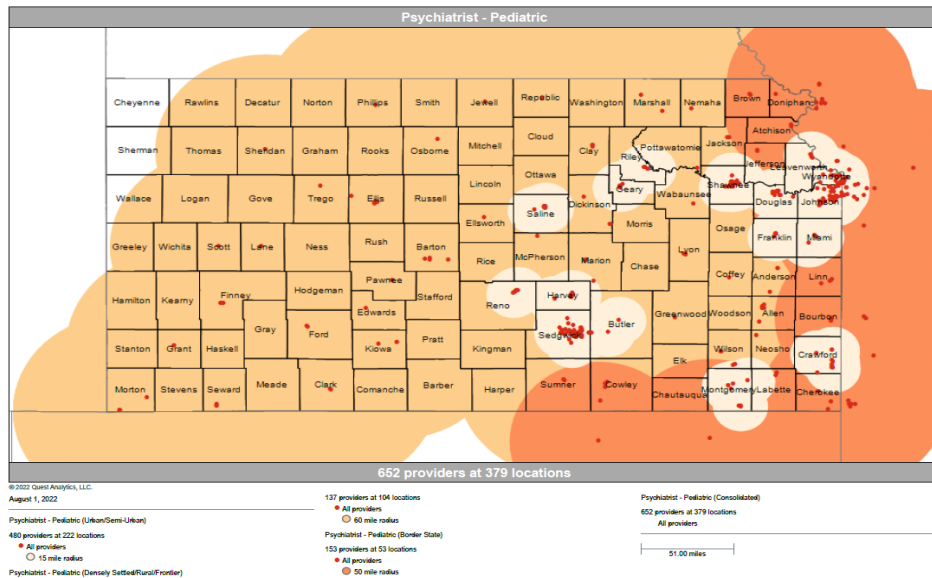 Psychiatrist - Pediatric
Cheyenne Rawlins Decatur Norton Phillips Smith Jewell Republic Washington Marshall Nemaha Brown Doniphan
Sherman Thomas Sheridan Graham Rooks Osborne Mitchell Cloud Clay Riley Pottawatomie Jackson Atchison
Jefferson Leavenworth
Wyandotte
Wallace Logan Gove Trego Ellis Russell Lincoln Ottawa Saline Dickinson Geary Wabaunsee Shawnee Douglas Johnson
Greeley Wichita Scott Lane Ness Rush Barton Ellsworth Rice McPherson Marion Morris Chase Lyon Osage Franklin Miami
Hamilton Kearny Finney Hodgeman Pawnee Stafford Reno Harvey Coffey Anderson Linn
Gray Ford Edwards Pratt Sedgwick Butler Greenwood Woodson Allen Bourbon
Stanton Grant Haskell Kiowa Kingman Elk Wilson Neosho Crawford
Morton Stevens Seward Meade Clark Comanche Barber Harper Sumner Cowley Chautauqua Montgomery Labette Cherokee
652 providers at 379 locations
© 2022 Quest Analytics, LLC.
August 1, 2022
Psychiatrist - Pediatric (Urban/Semi-Urban)
480 providers at 222 locations
All providers
15 mile radius
Psychiatrist - Pediatric (Densely Settled/Rural/Frontier)
137 providers at 104 locations
All providers
60 mile radius
Psychiatrist - Pediatric (Border State)
153 providers at 53 locations
All providers
50 mile radius
Psychiatrist - Pediatric (Consolidated)
652 providers at 379 locations
All providers
51.00 miles